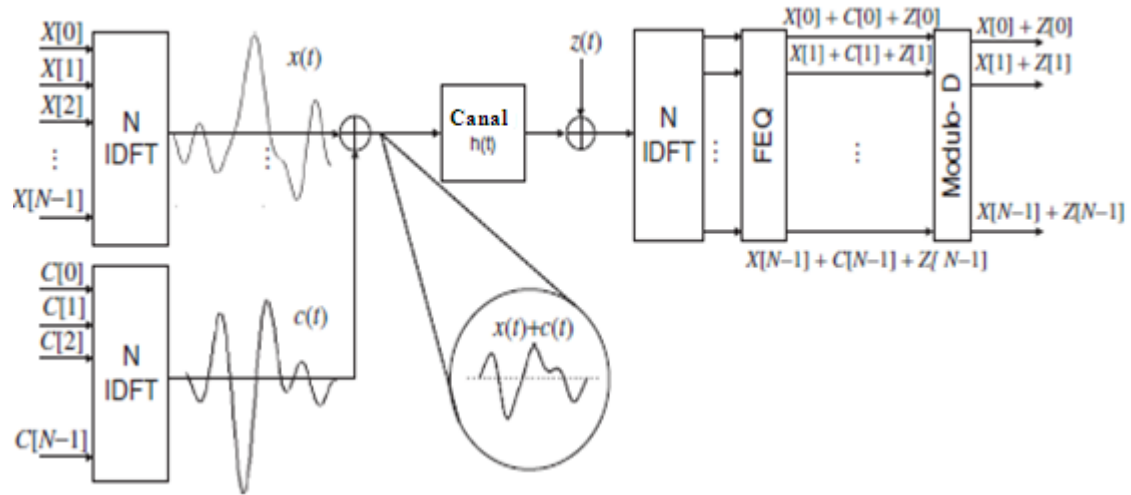 X[0]
X[1]
X[2]
⋮
X[N−1]
N
IDFT
x(t)
...
C[0]
C[1]
C[2]
C[N−1]
N
IDFT
c(t)
Canal
h(t)
z(t)
x(t)+c(t)
N
IDFT
...
FEQ
X[0] + C[0] + Z[0]
X[1] + C[1] + Z[1]
⋮
X[N−1] + C[N−1] + Z[ N−1]
Modulo- D
X[0] + Z[0]
X[1] + Z[1]
X[N−1] + Z[N−1]